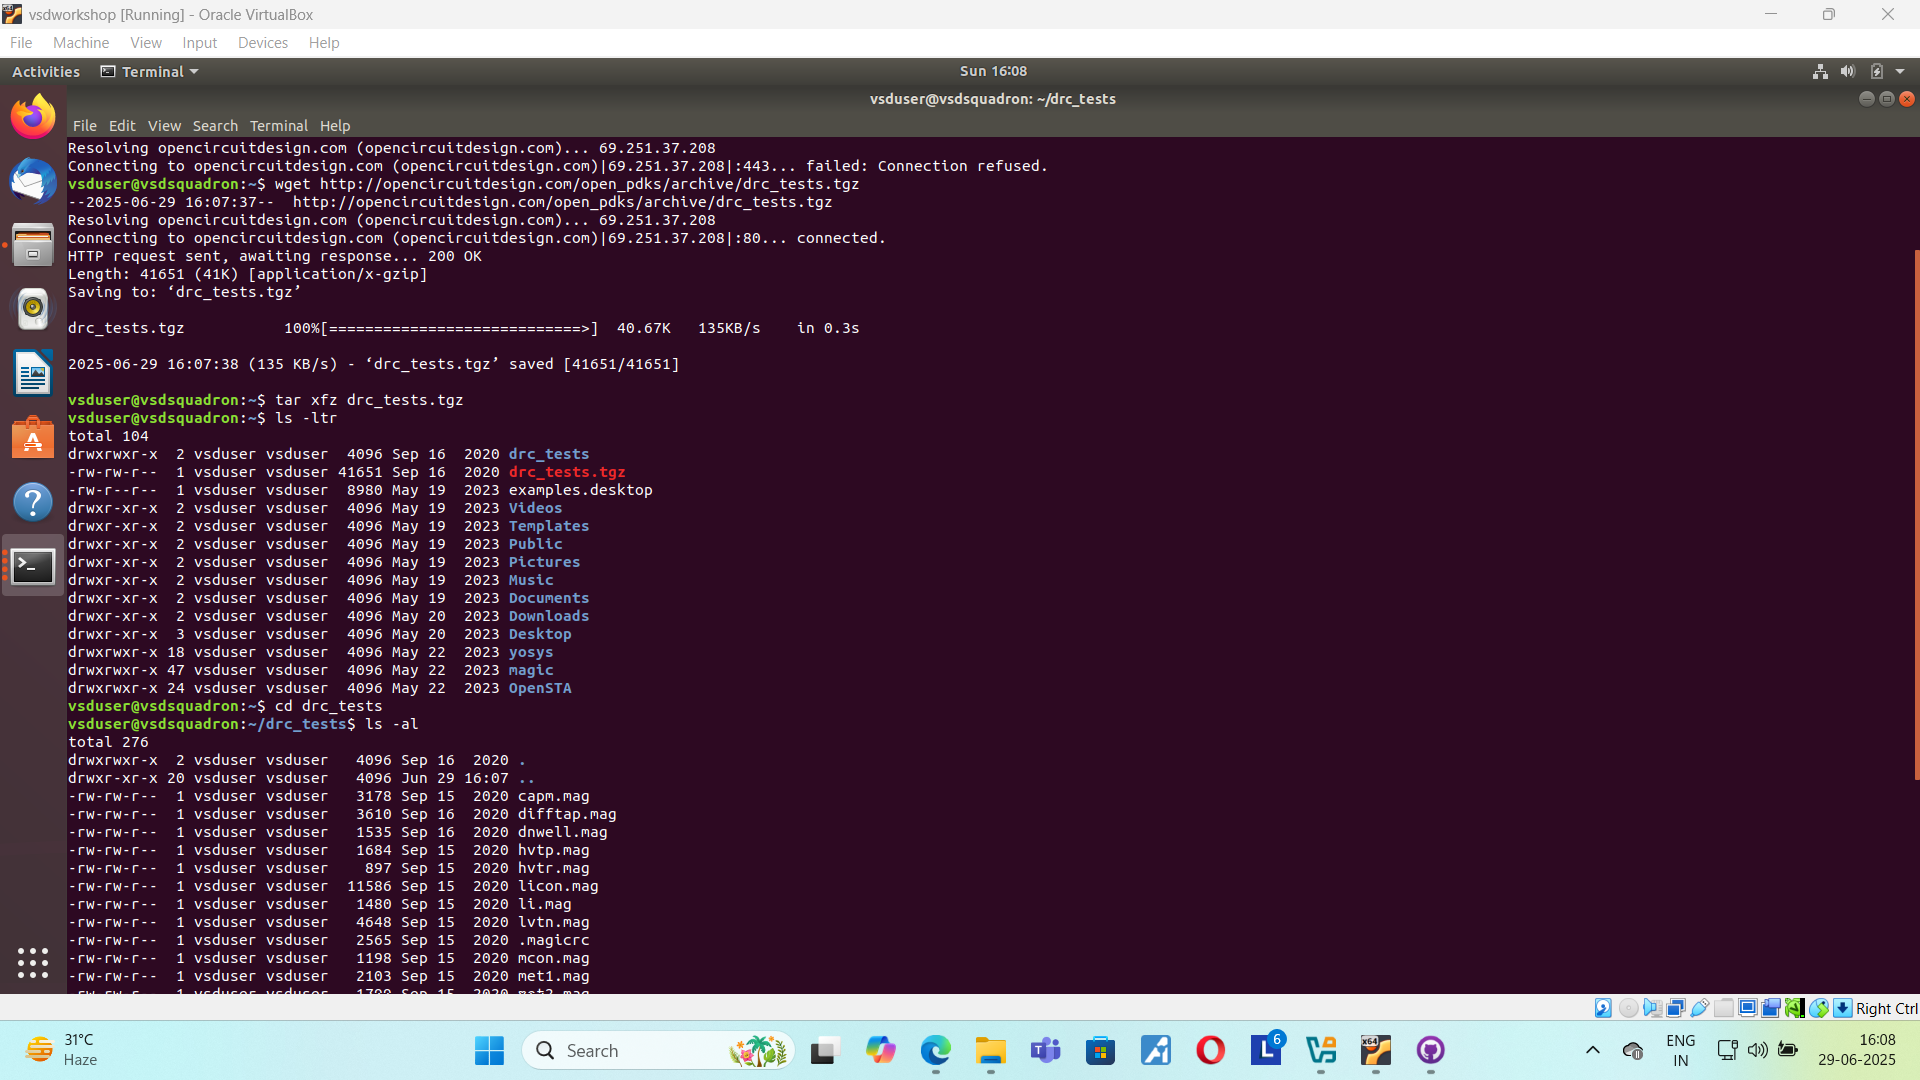 vsdworkshop [Running] - Oracle VirtualBox
File Machine View Input Devices Help
Activities Terminal Sun 16:08
vsduser@vsdsquadron: ~/drc_tests
File Edit View Search Terminal Help
Resolving opencircuitdesign.com (opencircuitdesign.com)... 69.251.37.208
Connecting to opencircuitdesign.com (opencircuitdesign.com)|69.251.37.208|:443... failed: Connection refused.
vsduser@vsdsquadron:~$ wget http://opencircuitdesign.com/open_pdks/archive/drc_tests.tgz
--2025-06-29 16:07:37--  http://opencircuitdesign.com/open_pdks/archive/drc_tests.tgz
Resolving opencircuitdesign.com (opencircuitdesign.com)... 69.251.37.208
Connecting to opencircuitdesign.com (opencircuitdesign.com)|69.251.37.208|:80... connected.
HTTP request sent, awaiting response... 200 OK
Length: 41651 (41K) [application/x-gzip]
Saving to: ‘drc_tests.tgz’
drc_tests.tgz           100%[============================>]  40.67K   135KB/s    in 0.3s
2025-06-29 16:07:38 (135 KB/s) - ‘drc_tests.tgz’ saved [41651/41651]
vsduser@vsdsquadron:~$ tar xfz drc_tests.tgz
vsduser@vsdsquadron:~$ ls -ltr
total 104
drwxrwxr-x  2 vsduser vsduser  4096 Sep 16  2020 drc_tests
-rw-rw-r--  1 vsduser vsduser 41651 Sep 16  2020 drc_tests.tgz
-rw-r--r--  1 vsduser vsduser  8980 May 19  2023 examples.desktop
drwxr-xr-x  2 vsduser vsduser  4096 May 19  2023 Videos
drwxr-xr-x  2 vsduser vsduser  4096 May 19  2023 Templates
drwxr-xr-x  2 vsduser vsduser  4096 May 19  2023 Public
drwxr-xr-x  2 vsduser vsduser  4096 May 19  2023 Pictures
drwxr-xr-x  2 vsduser vsduser  4096 May 19  2023 Music
drwxr-xr-x  2 vsduser vsduser  4096 May 19  2023 Documents
drwxr-xr-x  2 vsduser vsduser  4096 May 20  2023 Downloads
drwxr-xr-x  3 vsduser vsduser  4096 May 20  2023 Desktop
drwxrwxr-x 18 vsduser vsduser  4096 May 22  2023 yosys
drwxrwxr-x 47 vsduser vsduser  4096 May 22  2023 magic
drwxrwxr-x 24 vsduser vsduser  4096 May 22  2023 OpenSTA
vsduser@vsdsquadron:~$ cd drc_tests
vsduser@vsdsquadron:~/drc_tests$ ls -al
total 276
drwxrwxr-x  2 vsduser vsduser   4096 Sep 16  2020 .
drwxr-xr-x 20 vsduser vsduser   4096 Jun 29 16:07 ..
-rw-rw-r--  1 vsduser vsduser   3178 Sep 15  2020 capm.mag
-rw-rw-r--  1 vsduser vsduser   3610 Sep 16  2020 difftap.mag
-rw-rw-r--  1 vsduser vsduser   1535 Sep 16  2020 dnwell.mag
-rw-rw-r--  1 vsduser vsduser   1684 Sep 15  2020 hvtp.mag
-rw-rw-r--  1 vsduser vsduser    897 Sep 15  2020 hvtr.mag
-rw-rw-r--  1 vsduser vsduser  11586 Sep 15  2020 licon.mag
-rw-rw-r--  1 vsduser vsduser   1480 Sep 15  2020 li.mag
-rw-rw-r--  1 vsduser vsduser   4648 Sep 15  2020 lvtn.mag
-rw-rw-r--  1 vsduser vsduser   2565 Sep 15  2020 .magicrc
-rw-rw-r--  1 vsduser vsduser   1198 Sep 15  2020 mcon.mag
-rw-rw-r--  1 vsduser vsduser   2103 Sep 15  2020 met1.mag
Right Ctrl
31°C
Haze
Search
6
ENG
IN
16:08
29-06-2025